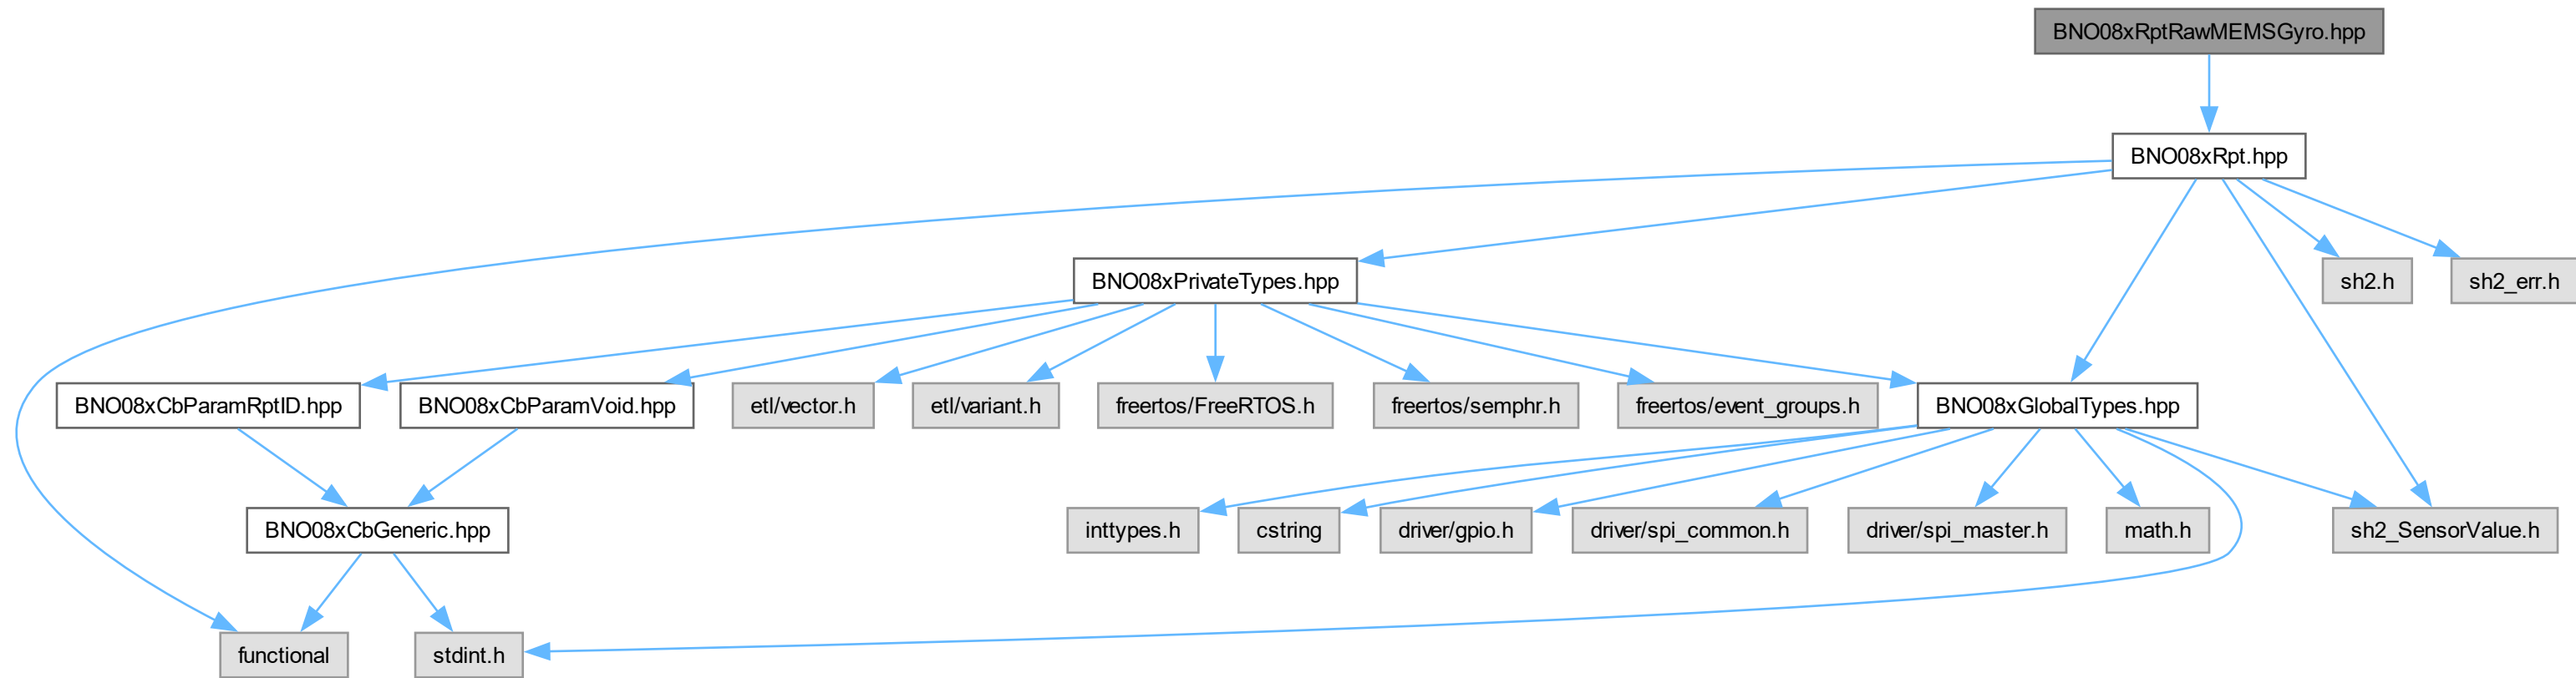 BNO08xRptRawMEMSGyro.hpp
BNO08xRpt.hpp
BNO08xPrivateTypes.hpp
sh2.h
sh2_err.h
BNO08xCbParamRptID.hpp
BNO08xCbParamVoid.hpp
etl/vector.h
etl/variant.h
freertos/FreeRTOS.h
freertos/semphr.h
freertos/event_groups.h
BNO08xGlobalTypes.hpp
BNO08xCbGeneric.hpp
inttypes.h
cstring
driver/gpio.h
driver/spi_common.h
driver/spi_master.h
math.h
sh2_SensorValue.h
functional
stdint.h